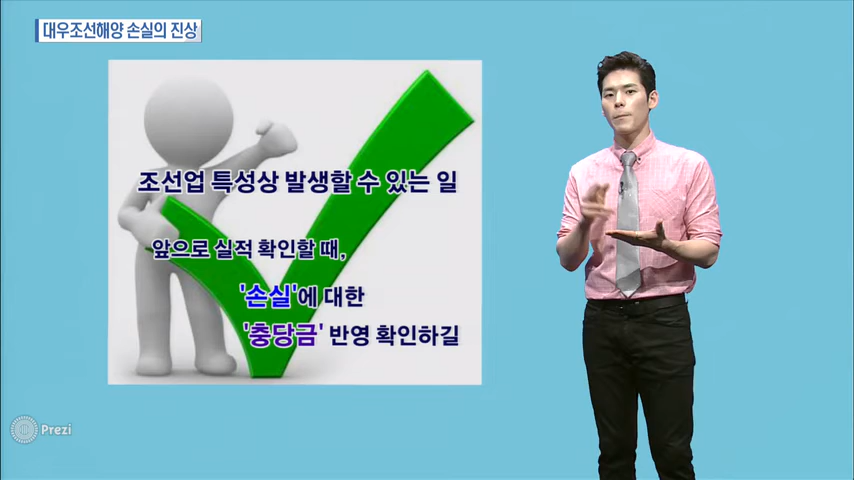 대우조선해양 손실의 진상
조선업 특성상 발생할 수 있는 일
앞으로 실적 확인할 때,
'손실'에 대한
'충당금' 반영 확인하길
Prezi